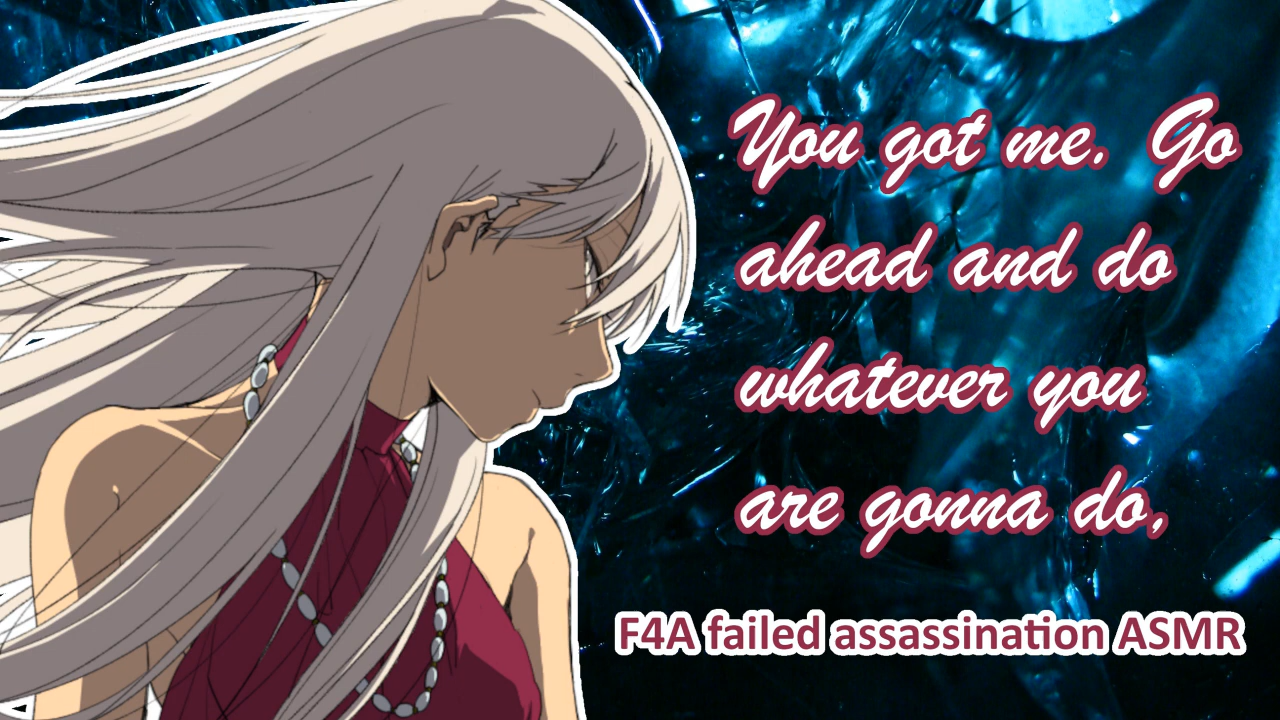 You got me. Go
ahead and do
whatever you
are gonna do,
F4A failed assassination ASMR